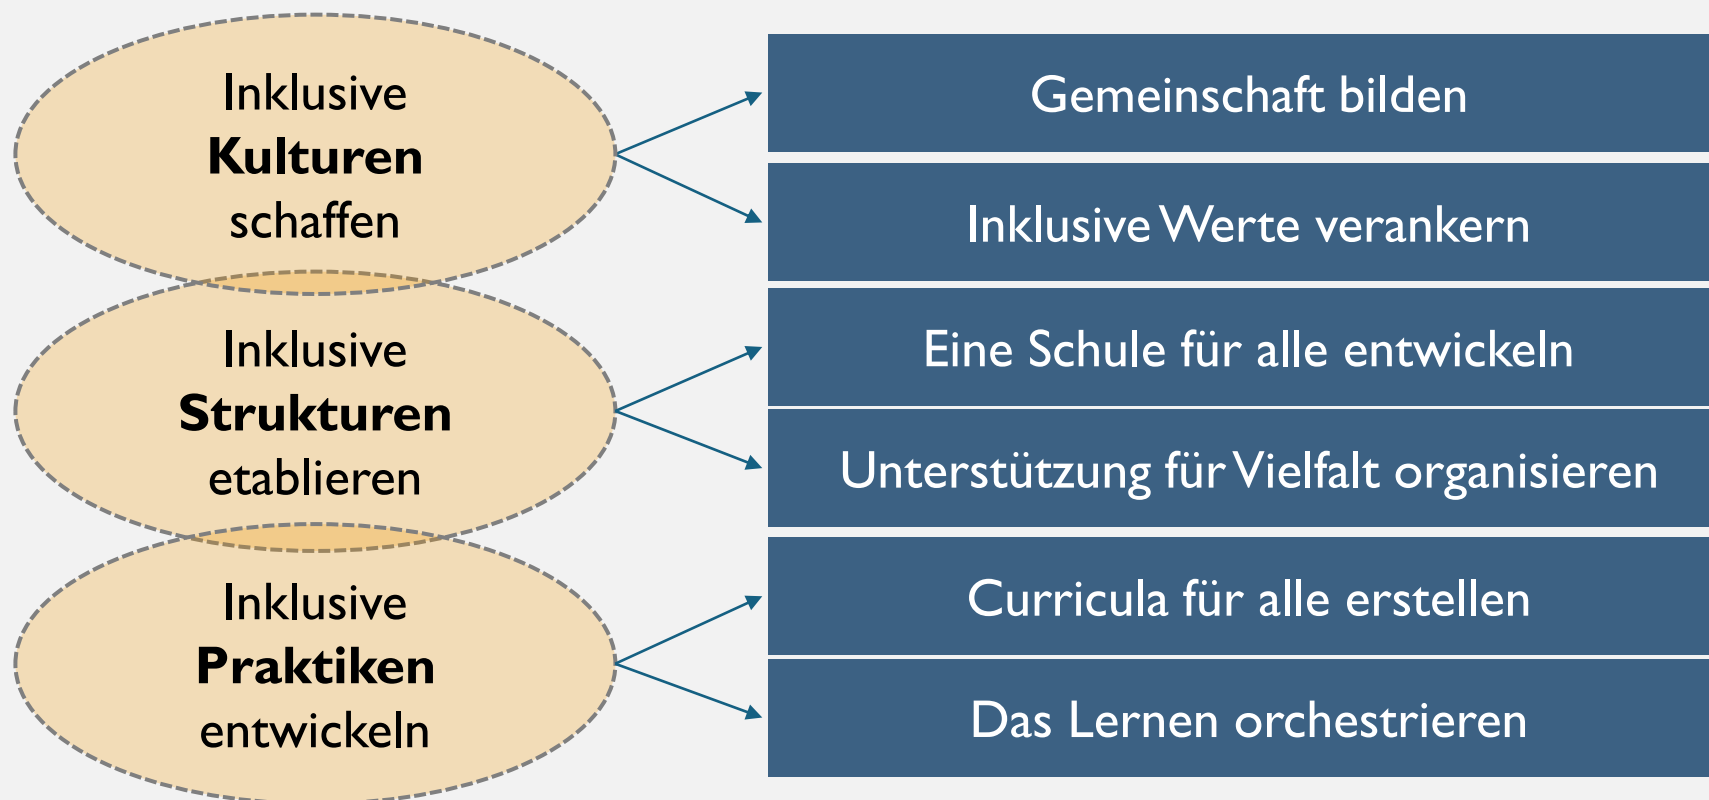 Inklusive
Kulturen
schaffen
Gemeinschaft bilden
Inklusive Werte verankern
Inklusive
Strukturen
etablieren
Eine Schule für alle entwickeln
Unterstützung für Vielfalt organisieren
Inklusive
Praktiken
entwickeln
Curricula für alle erstellen
Das Lernen orchestrieren